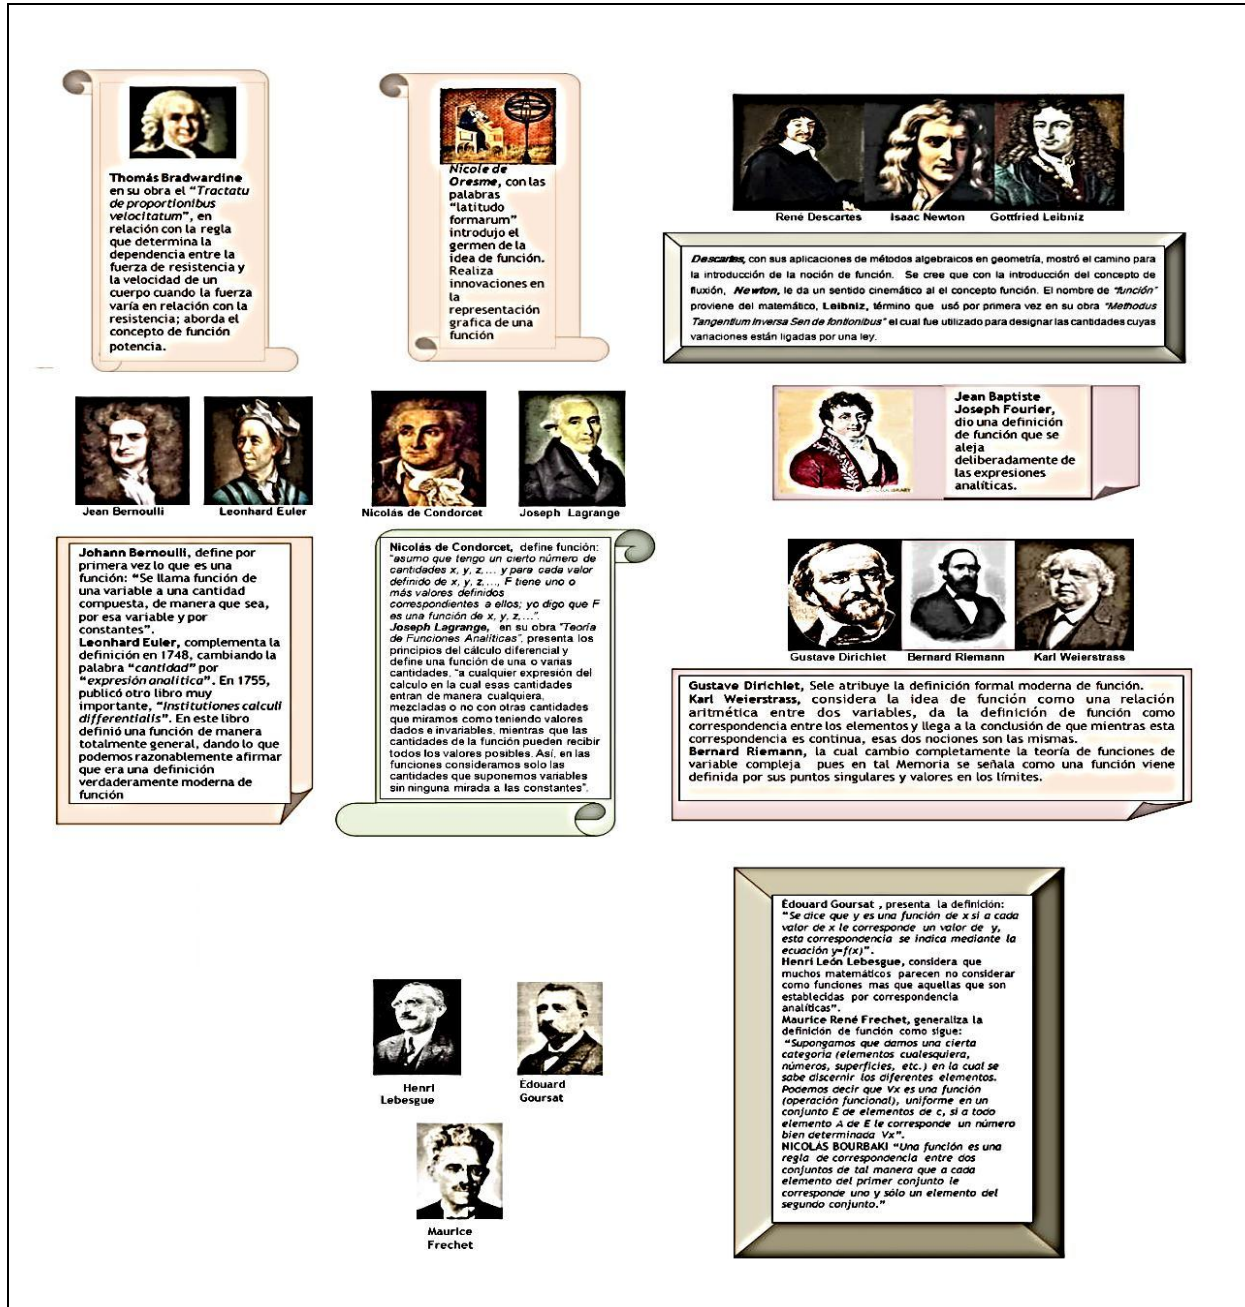 Thomás Bradwardine
en su obra el “Tractatu
de proportionibus
velocitatum”, en
relación con la regla
que determina la
dependencia entre la
fuerza de resistencia y
la velocidad de un
cuerpo cuando la fuerza
varía en relación con la
resistencia; aborda el
concepto de función
potencia.
Nicole de
Oresme, con las
palabras
“latitudo
formarum”
introdujo el
germen de la
idea de función.
Realiza
innovaciones en
la
representación
grafica de una
función
René Descartes Isaac Newton Gottfried Leibniz
Descartes, con sus aplicaciones de métodos algebraicos en geometría, mostró el camino para
la introducción de la noción de función. Se cree que con la introducción del concepto de
fluxión, Newton, le da un sentido cinemático al el concepto función. El nombre de “función”
proviene del matemático, Leibniz, término que usó por primera vez en su obra “Methodus
Tangentium Inversa Sen de fontionibus” el cual fue utilizado para designar las cantidades cuyas
variaciones están ligadas por una ley.
Jean Bernoulli Leonhard Euler
Nicolás de Condorcet Joseph Lagrange
Jean Baptiste
Joseph Fourier,
dio una definición
de función que se
aleja
deliberadamente de
las expresiones
analíticas.
Johann Bernoulli, define por
primera vez lo que es una
función: “Se llama función de
una variable a una cantidad
compuesta, de manera que sea,
por esa variable y por
constantes”.
Leonhard Euler, complementa la
definición en 1748, cambiando la
palabra “cantidad” por
“expresión analítica”. En 1755,
publicó otro libro muy
importante, “Institutiones calculi
differentialis”. En este libro
definió una función de manera
totalmente general, dando lo que
podemos razonablemente afirmar
que era una definición
verdaderamente moderna de
función
Nicolás de Condorcet, define función:
“asumo que tengo un cierto número de
cantidades x, y, z,... y para cada valor
definido de x, y, z,..., F tiene uno o
más valores definidos
correspondientes a ellos; yo digo que F
es una función de x, y, z,...”.
Joseph Lagrange, en su obra “Teoría
de Funciones Analíticas”, presenta los
principios del cálculo diferencial y
define una función de una o varias
cantidades, “a cualquier expresión del
calculo en la cual esas cantidades
entran de manera cualquiera,
mezcladas o no con otras cantidades
que miramos como teniendo valores
dados e invariables, mientras que las
cantidades de la función pueden recibir
todos los valores posibles. Así, en las
funciones consideramos solo las
cantidades que suponemos variables
sin ninguna mirada a las constantes”.
Gustave Dirichlet Bernard Riemann Karl Weierstrass
Gustave Dirichlet, Sele atribuye la definición formal moderna de función.
Karl Weierstrass, considera la idea de función como una relación
aritmética entre dos variables, da la definición de función como
correspondencia entre los elementos y llega a la conclusión de que mientras esta
correspondencia es continua, esas dos nociones son las mismas.
Bernard Riemann, la cual cambio completamente la teoría de funciones de
variable compleja pues en tal Memoria se señala como una función viene
definida por sus puntos singulares y valores en los límites.
Édouard Goursat , presenta la definición:
“Se dice que y es una función de x si a cada
valor de x le corresponde un valor de y,
esta correspondencia se indica mediante la
ecuación y=f(x)”.
Henri León Lebesgue, considera que
muchos matemáticos parecen no considerar
como funciones mas que aquellas que son
establecidas por correspondencia
analíticas”.
Maurice René Frechet, generaliza la
definición de función como sigue:
“Supongamos que damos una cierta
categoría (elementos cualesquiera,
números, superficies, etc.) en la cual se
sabe discernir los diferentes elementos.
Podemos decir que Vx es una función
(operación funcional), uniforme en un
conjunto E de elementos de c, si a todo
elemento A de E le corresponde un número
bien determinada Vx”.
NICOLÁS BOURBAKI “Una función es una
regla de correspondencia entre dos
conjuntos de tal manera que a cada
elemento del primer conjunto le
corresponde uno y sólo un elemento del
segundo conjunto.”
Henri
Lebesgue
Édouard
Goursat
Maurice
Frechet